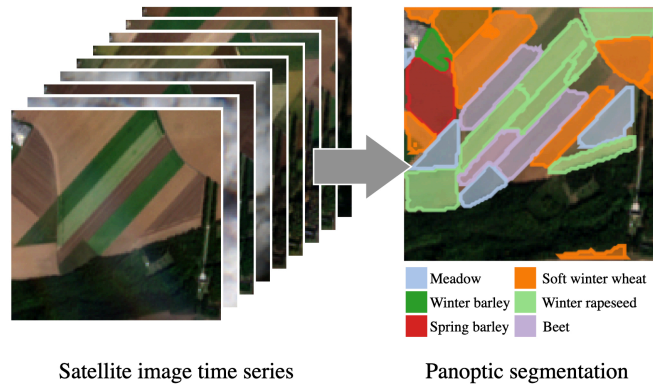 Meadow
Soft winter wheat
Winter barley
Winter rapeseed
Spring barley
Beet
Satellite image time series
Panoptic segmentation